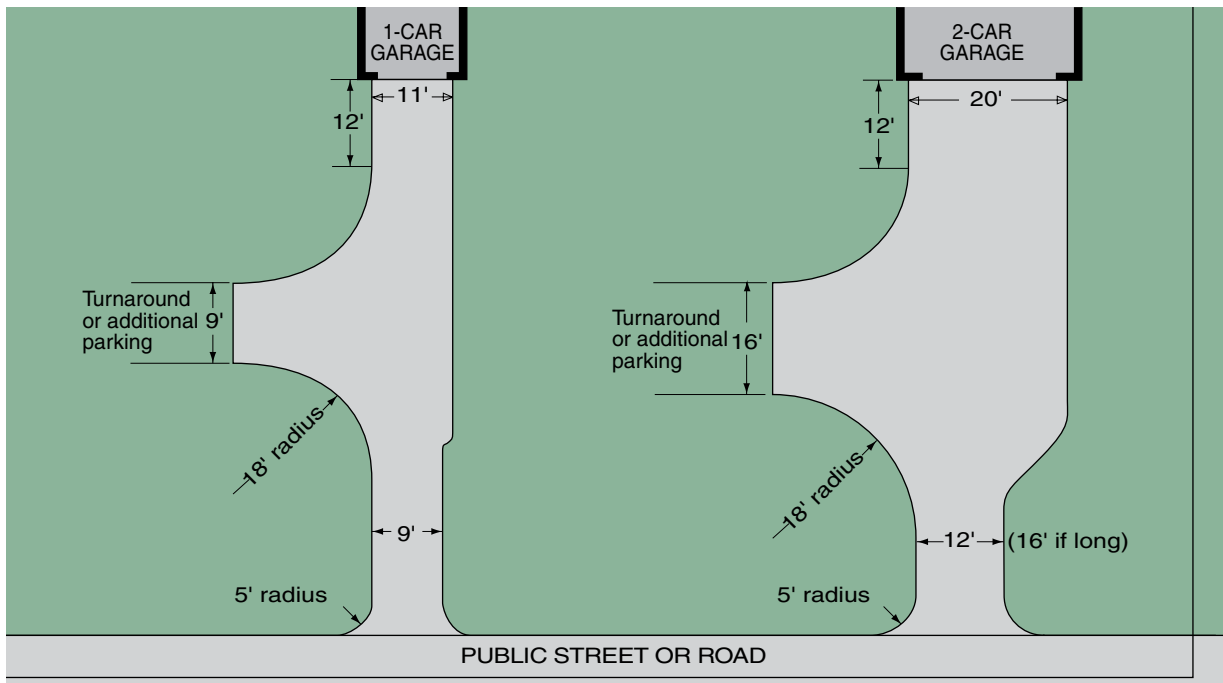 1-CAR
GARAGE
11'
12'
Turnaround
or additional 9'
parking
18' radius
9'
5' radius
2-CAR
GARAGE
20'
12'
Turnaround
or additional 16'
parking
18' radius
12' (16' if long)
5' radius
PUBLIC STREET OR ROAD